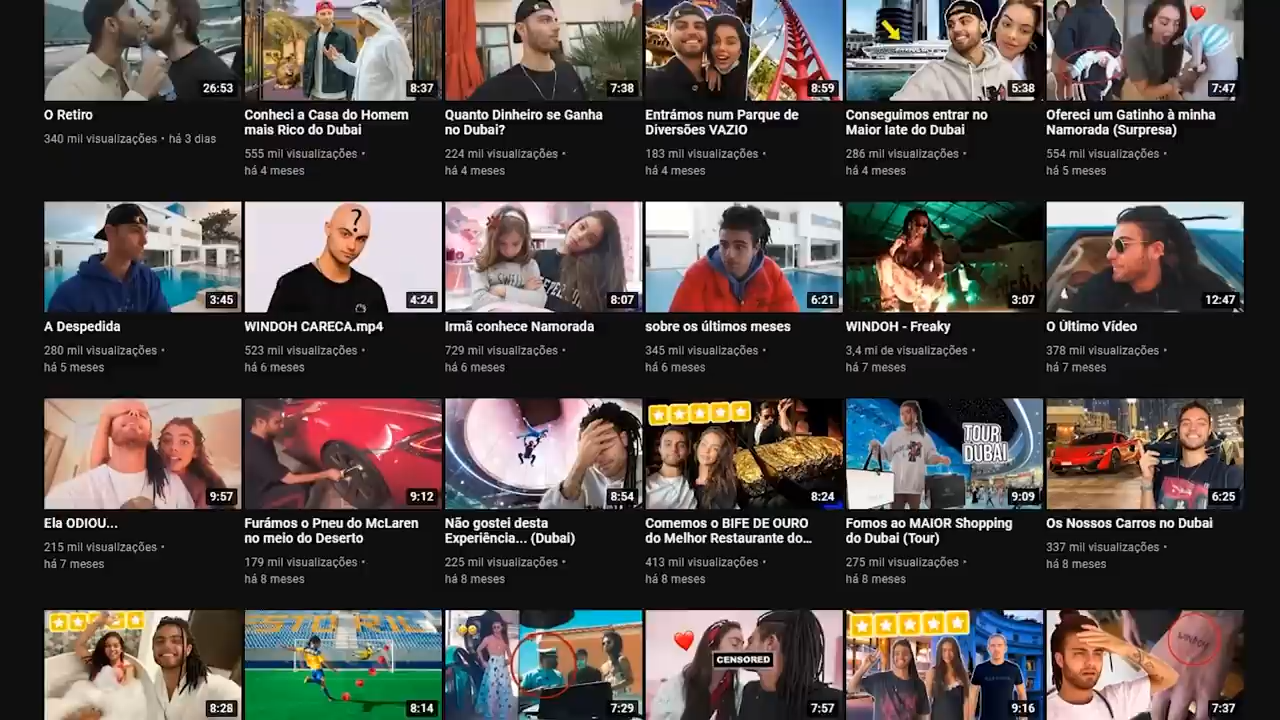 26:53
8:37
7:38
8:59
5:38
7:47
O Retiro
340 mil visualizações • há 3 dias
Conheci a Casa do Homem
mais Rico do Dubai
555 mil visualizações •
há 4 meses
Quanto Dinheiro se Ganha
no Dubai?
224 mil visualizações •
há 4 meses
Entrámos num Parque de
Diversões VAZIO
183 mil visualizações •
há 4 meses
Conseguimos entrar no
Maior Iate do Dubai
286 mil visualizações •
há 4 meses
Ofereci um Gatinho à minha
Namorada (Surpresa)
554 mil visualizações •
há 5 meses
?
3:45
4:24
8:07
6:21
3:07
12:47
A Despedida
280 mil visualizações •
há 5 meses
WINDOH CARECA.mp4
523 mil visualizações •
há 6 meses
Irmã conhece Namorada
729 mil visualizações •
há 6 meses
sobre os últimos meses
345 mil visualizações •
há 6 meses
WINDOH - Freaky
3,4 mi de visualizações •
há 7 meses
O Último Vídeo
378 mil visualizações •
há 7 meses
TOUR
DUBAI
9:57
9:12
8:54
8:24
9:09
6:25
Ela ODIOU...
215 mil visualizações •
há 7 meses
Furámos o Pneu do McLaren
no meio do Deserto
179 mil visualizações •
há 8 meses
Não gostei desta
Experiência... (Dubai)
225 mil visualizações •
há 8 meses
Comemos o BIFE DE OURO
do Melhor Restaurante do...
413 mil visualizações •
há 8 meses
Fomos ao MAIOR Shopping
do Dubai (Tour)
275 mil visualizações •
há 8 meses
Os Nossos Carros no Dubai
337 mil visualizações •
há 8 meses
CENSORED
WINDOH
8:28
8:14
7:29
7:57
9:16
7:37